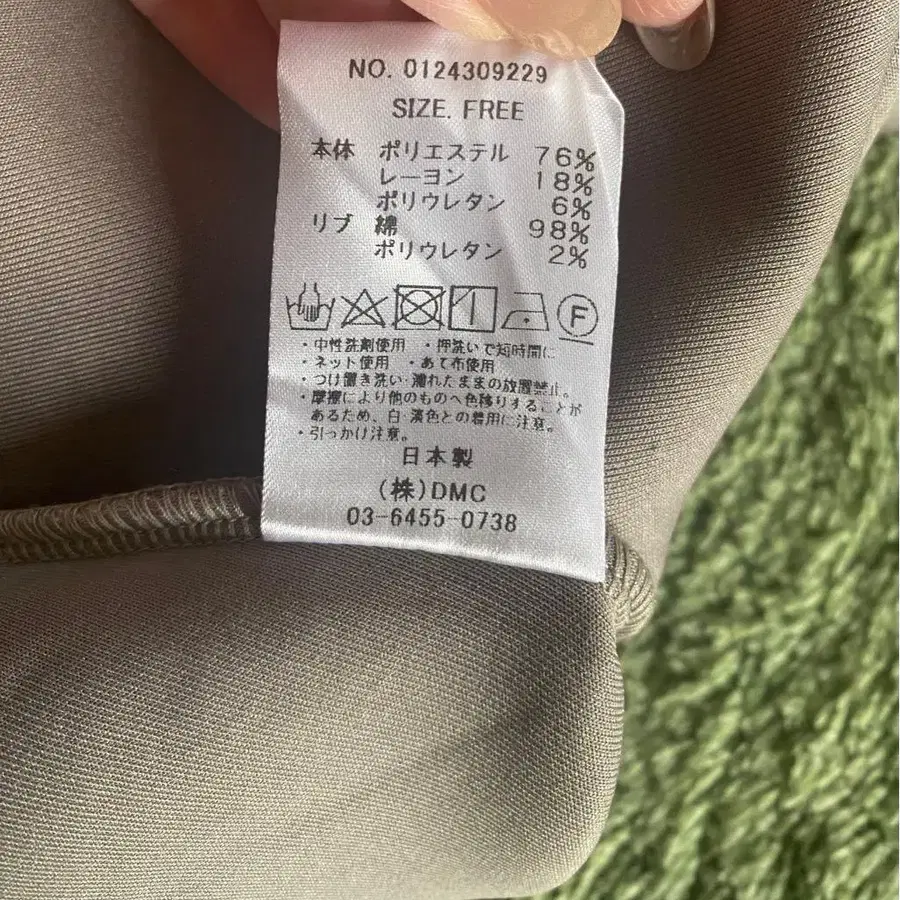 NO. 0124309229
SIZE. FREE
本体 ポリエステル 76%
レーヨン 18%
ポリウレタン 6%
リブ 綿 98%
ポリウレタン 2%
F
・中性洗剤使用 ・押洗いで短時間に
・ネット使用 ・あて布使用
・つけ置き洗い・濡れたままの放置禁止。
・摩擦により他のものへ色移りすることが
あるため、白・淡色との着用に注意。
・引っかけ注意。
日本製
(株)DMC
03-6455-0738